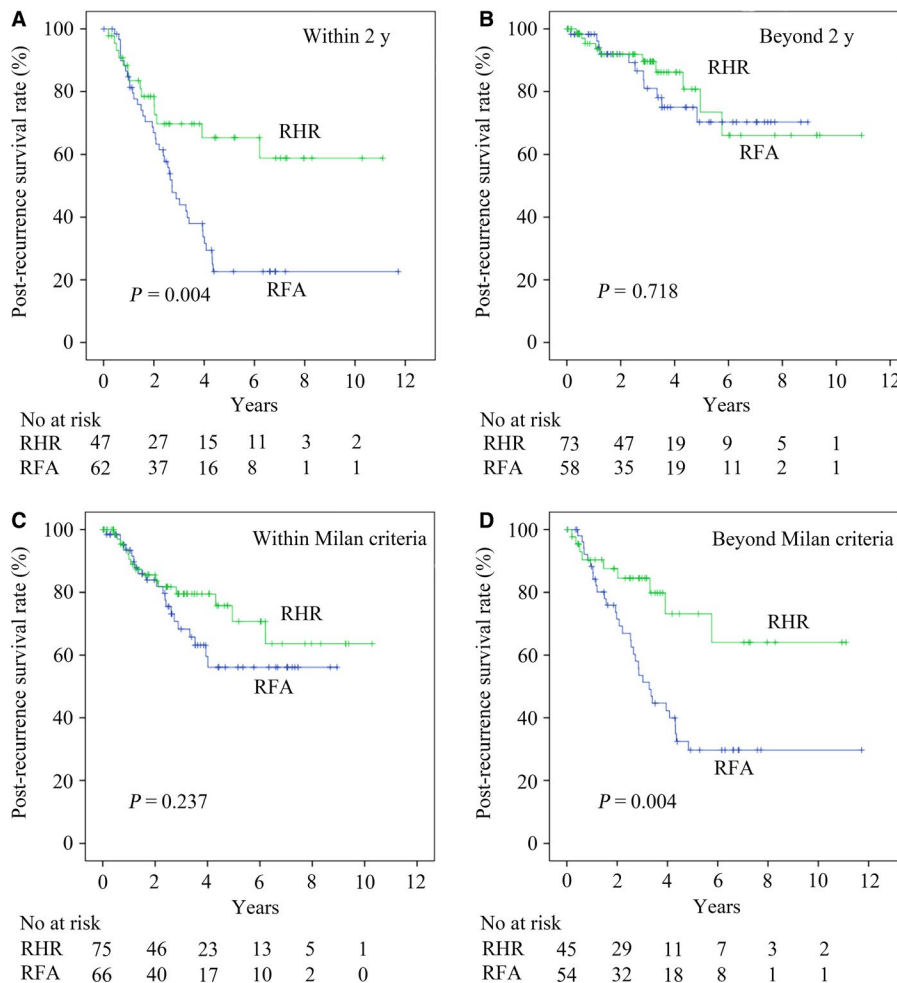 A
Post-recurrence survival rate (%)
100
80
60
40
20
0
Within 2 y
RHR
RFA
P = 0.004
0 2 4 6 8 10 12
Years
No at risk
RHR 47 27 15 11 3 2
RFA 62 37 16 8 1 1
B
Post-recurrence survival rate (%)
100
80
60
40
20
0
Beyond 2 y
RHR
RFA
P = 0.718
0 2 4 6 8 10 12
Years
No at risk
RHR 73 47 19 9 5 1
RFA 58 35 19 11 2 1
C
Post-recurrence survival rate (%)
100
80
60
40
20
0
Within Milan criteria
RHR
RFA
P = 0.237
0 2 4 6 8 10 12
Years
No at risk
RHR 75 46 23 13 5 1
RFA 66 40 17 10 2 0
D
Post-recurrence survival rate (%)
100
80
60
40
20
0
Beyond Milan criteria
RHR
RFA
P = 0.004
0 2 4 6 8 10 12
Years
No at risk
RHR 45 29 11 7 3 2
RFA 54 32 18 8 1 1